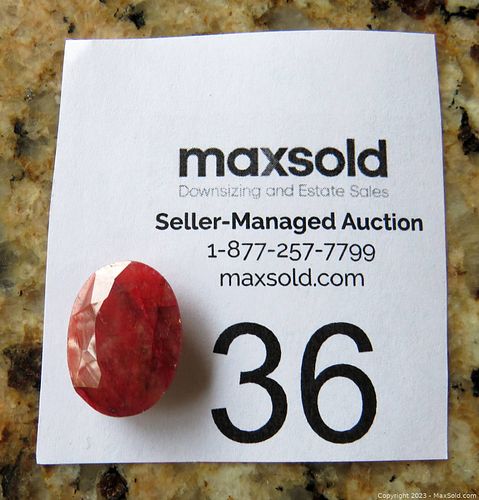 maxsold
Downsizing and Estate Sales
Seller-Managed Auction
1-877-257-7799
maxsold.com
36
Copyright 2023 - MaxSold.com